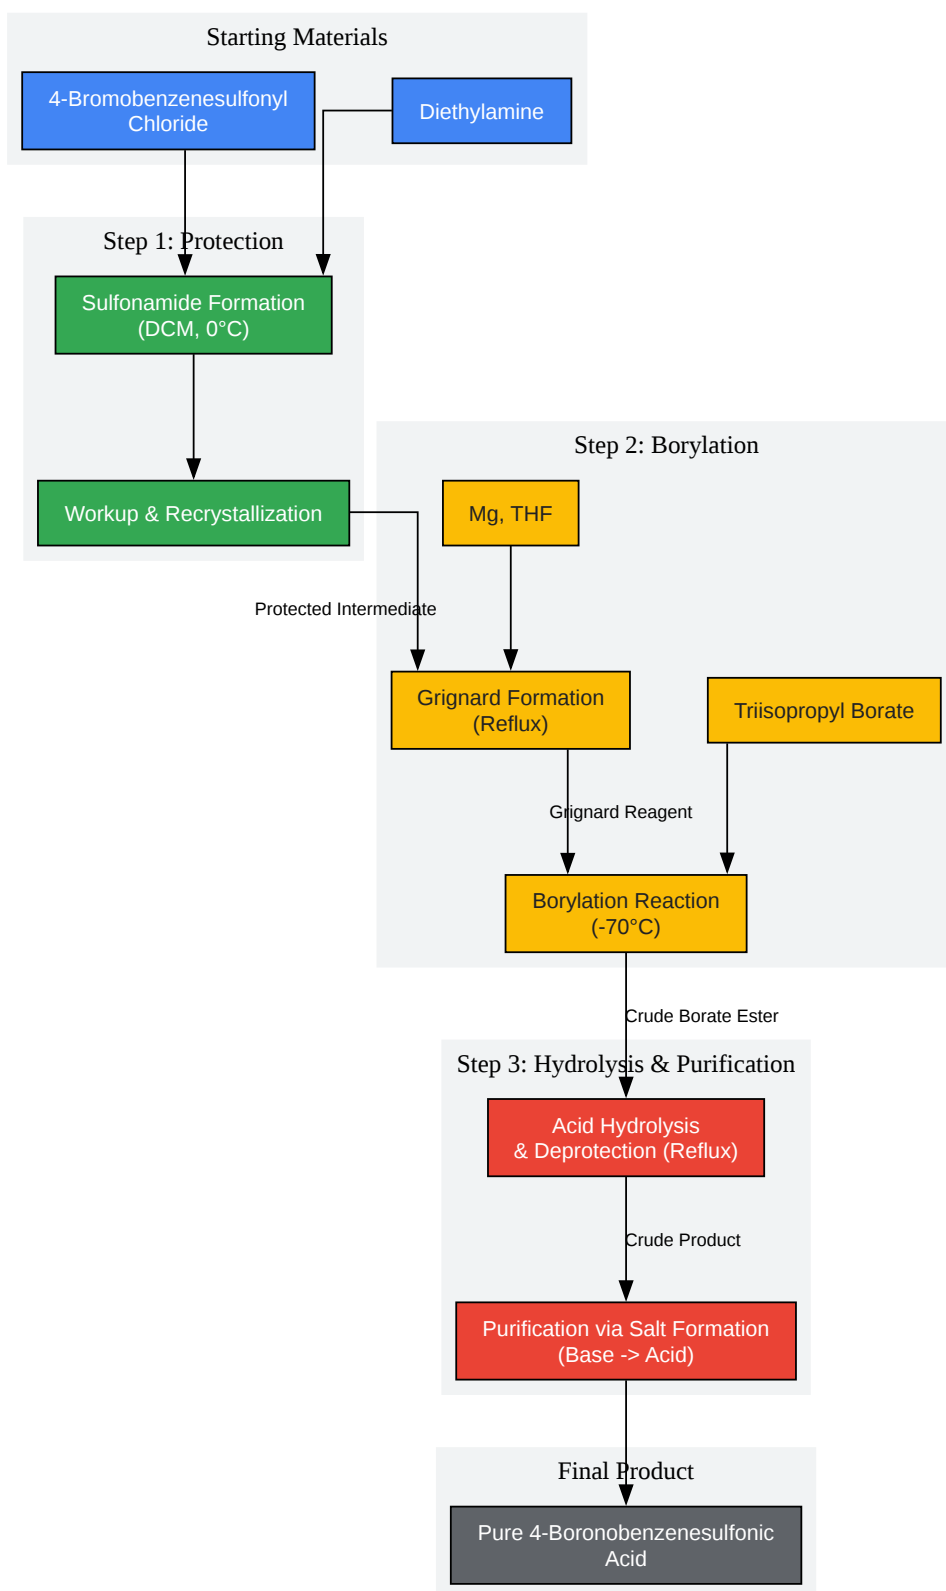 Starting Materials
4-Bromobenzenesulfonyl
Chloride
Diethylamine
Step 1: Protection
Sulfonamide Formation
(DCM, 0°C)
Workup & Recrystallization
Step 2: Borylation
Mg, THF
Protected Intermediate
Grignard Formation
(Reflux)
Triisopropyl Borate
Grignard Reagent
Borylation Reaction
(-70°C)
Crude Borate Ester
Step 3: Hydrolysis & Purification
Acid Hydrolysis
& Deprotection (Reflux)
Crude Product
Purification via Salt Formation
(Base -> Acid)
Final Product
Pure 4-Boronobenzenesulfonic
Acid